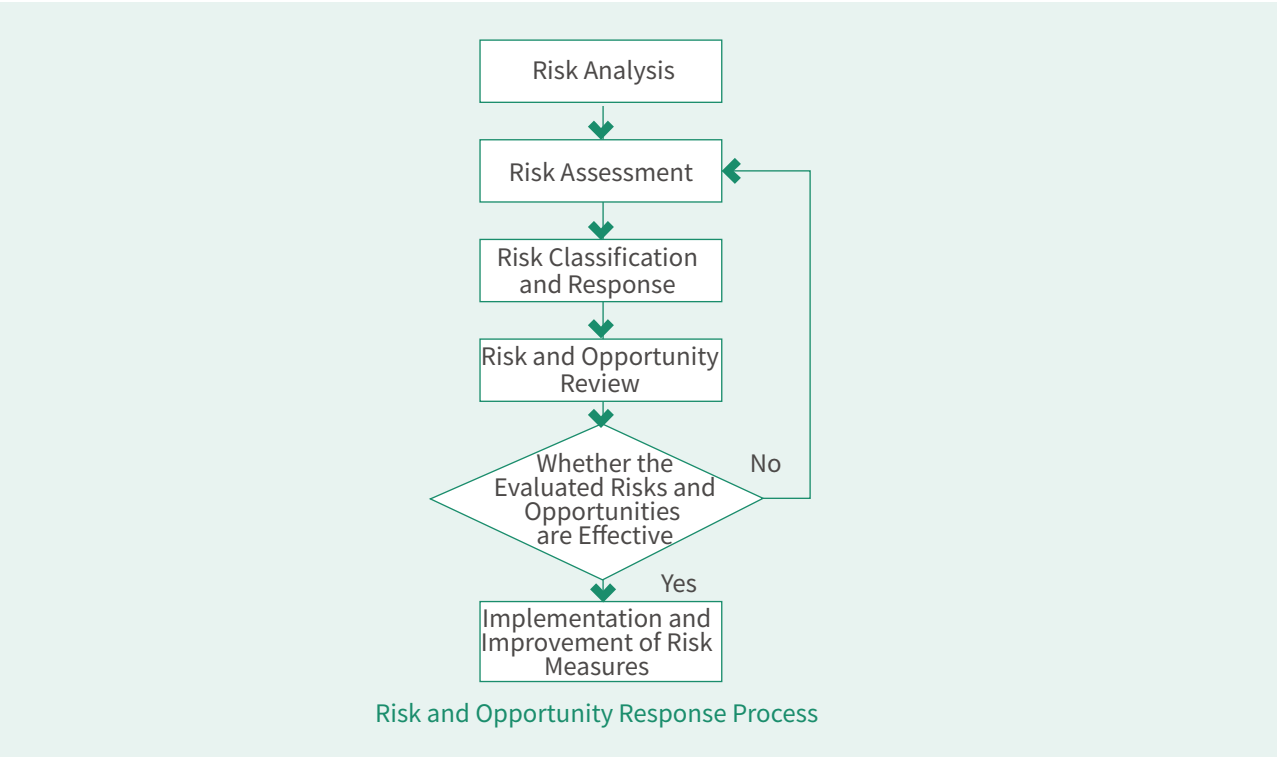 Risk Analysis
Risk Assessment
Risk Classification
and Response
Risk and Opportunity
Review
Whether the
Evaluated Risks and
Opportunities
are Effective
No
Yes
Implementation and
Improvement of Risk
Measures
Risk and Opportunity Response Process